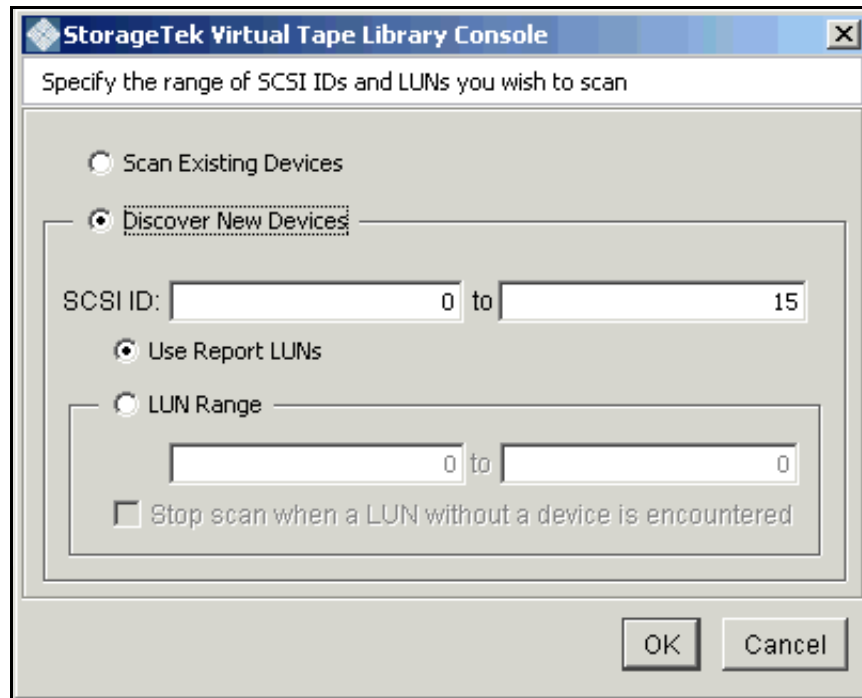 StorageTek Virtual Tape Library Console
Specify the range of SCSI IDs and LUNs you wish to scan
Scan Existing Devices
Discover New Devices
SCSI ID: 0 to 15
Use Report LUNs
LUN Range
0 to 0
Stop scan when a LUN without a device is encountered
OK Cancel